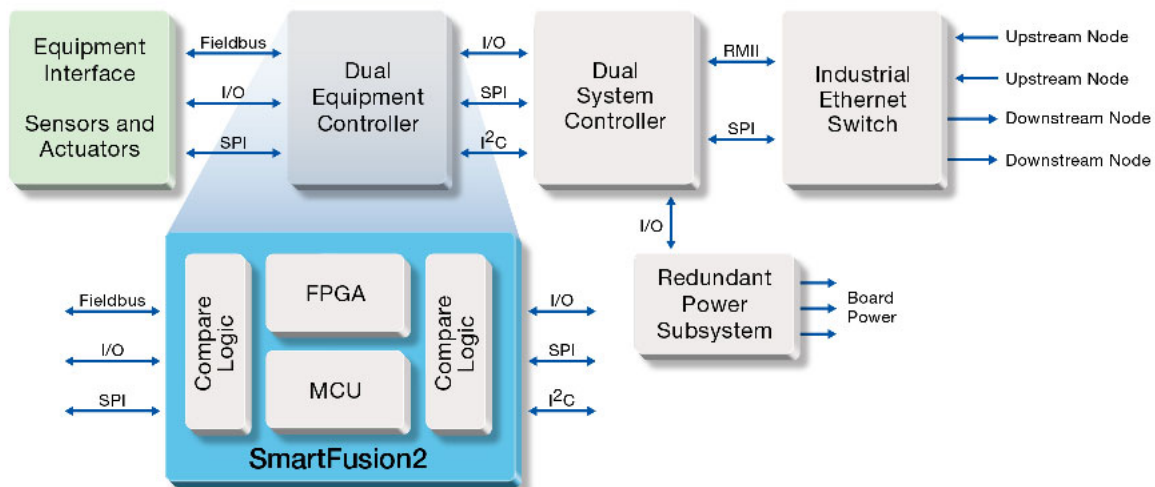 Equipment
Interface
Sensors and
Actuators
Fieldbus
I/O
SPI
Dual
Equipment
Controller
I/O
SPI
I²C
Dual
System
Controller
RMII
SPI
Industrial
Ethernet
Switch
Upstream Node
Upstream Node
Downstream Node
Downstream Node
I/O
Redundant
Power
Subsystem
Board
Power
Fieldbus
I/O
SPI
Compare
Logic
FPGA
MCU
Compare
Logic
I/O
SPI
I²C
SmartFusion2